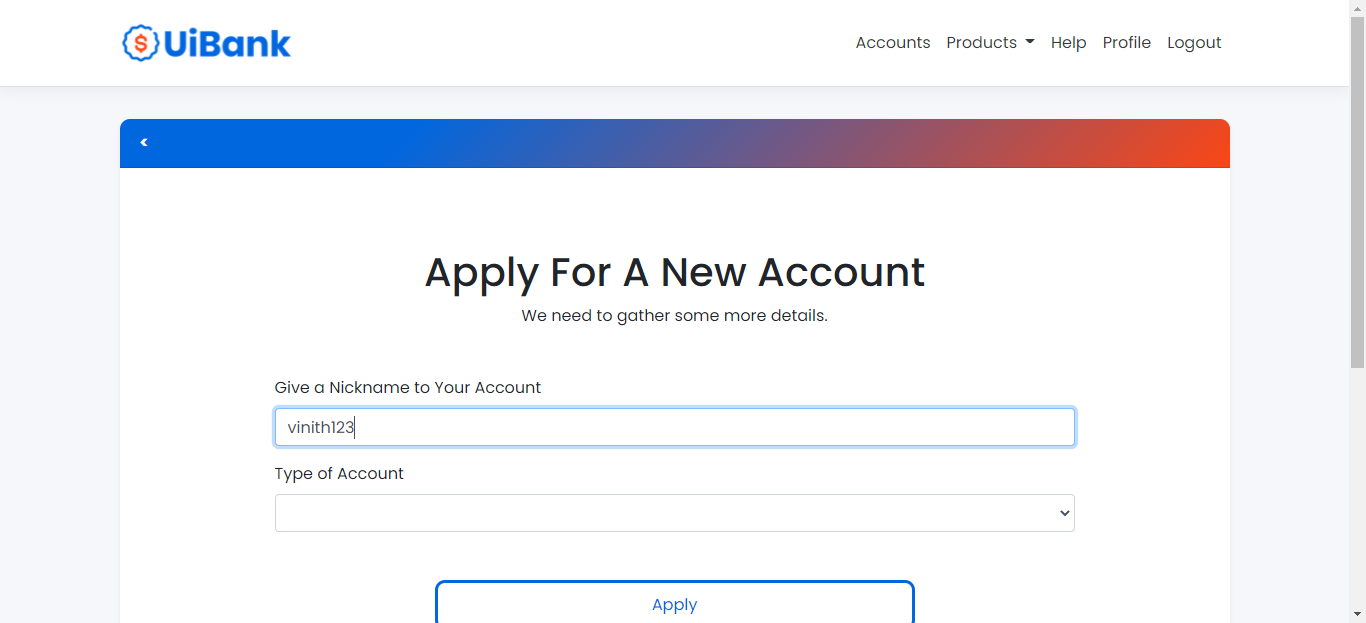 $ UiBank
Accounts Products Help Profile Logout
<
Apply For A New Account
We need to gather some more details.
Give a Nickname to Your Account
vinith123
Type of Account
Apply